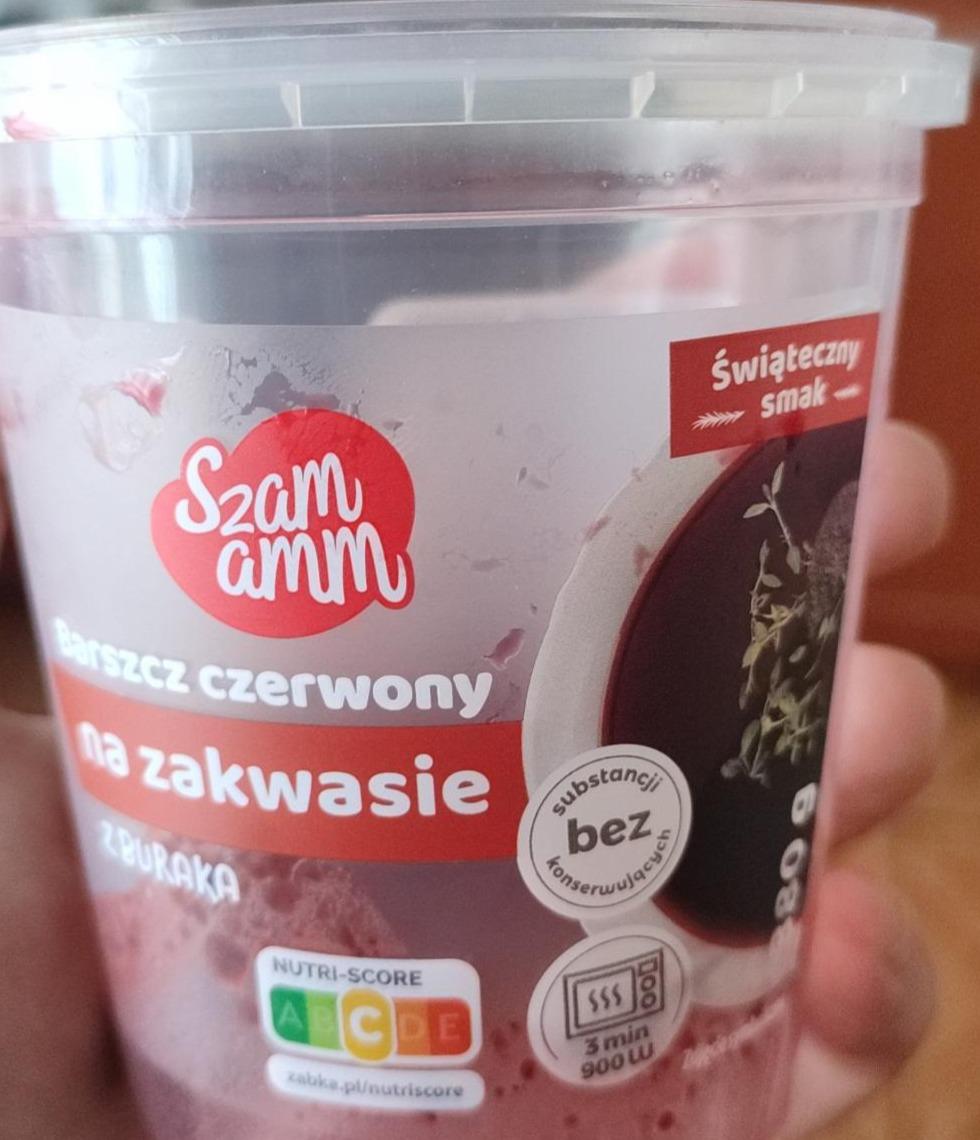 Świąteczny
smak
Szam
amm
Barszcz czerwony
na zakwasie
Z BURAKA
bez
substancji
konserwujących
NUTRI-SCORE
A B C D E
zabka.pl/nutriscore
3 min
900 W
g